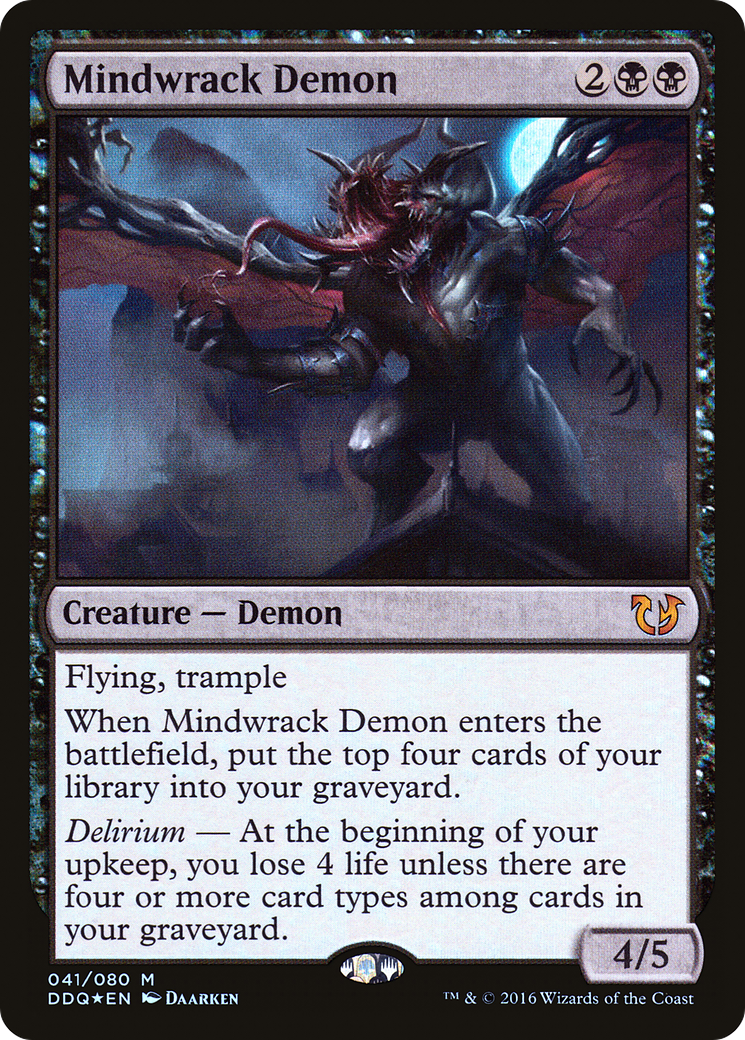 Mindwrack Demon 2
Creature — Demon
Flying, trample
When Mindwrack Demon enters the
battlefield, put the top four cards of your
library into your graveyard.
Delirium — At the beginning of your
upkeep, you lose 4 life unless there are
four or more card types among cards in
your graveyard.
4/5
041/080 M
DDQ★EN DAARKEN
™ & © 2016 Wizards of the Coast